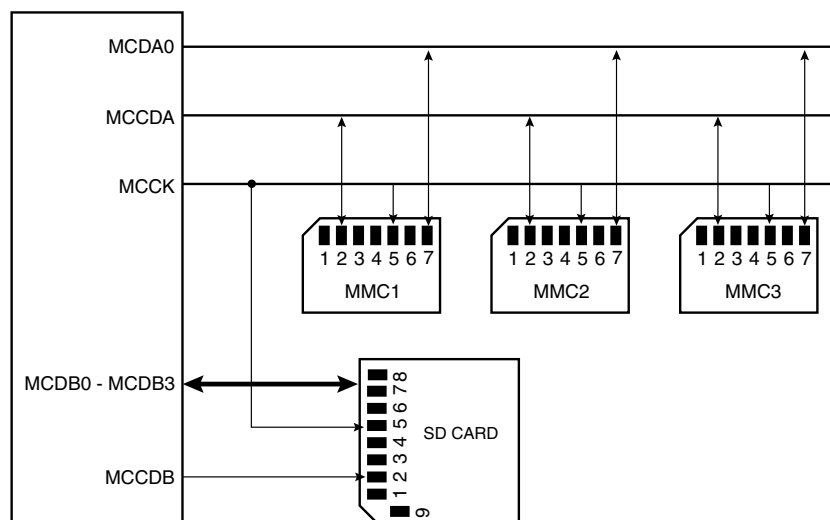 MCDA0
MCCDA
MCCK
1 2 3 4 5 6 7
MMC1
1 2 3 4 5 6 7
MMC2
1 2 3 4 5 6 7
MMC3
MCDB0 - MCDB3
MCCDB
1 2 3 4 5 6 7 8
9
SD CARD